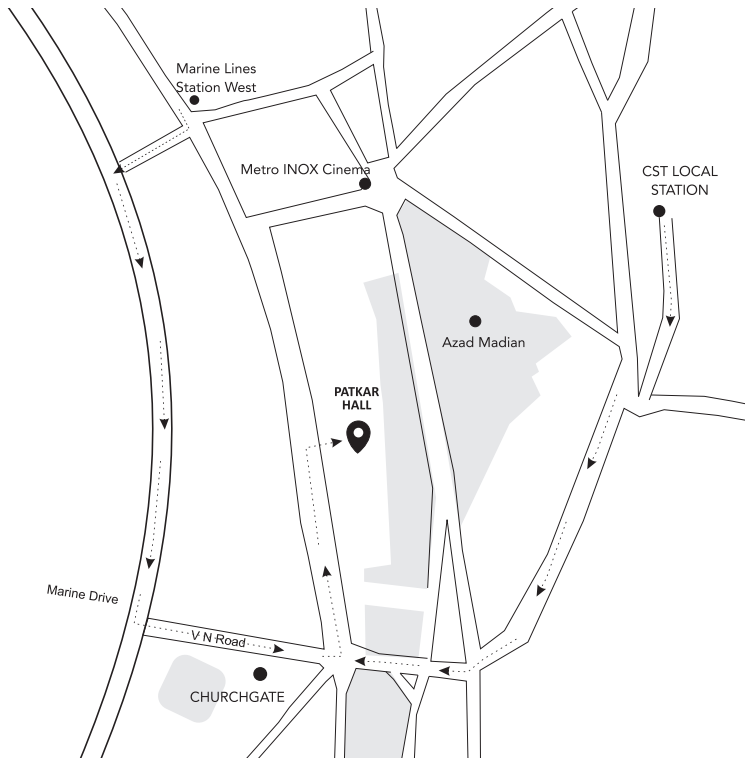 Marine Lines
Station West
Metro INOX Cinema
CST LOCAL
STATION
Azad Madian
PATKAR
HALL
Marine Drive
V N Road
CHURCHGATE